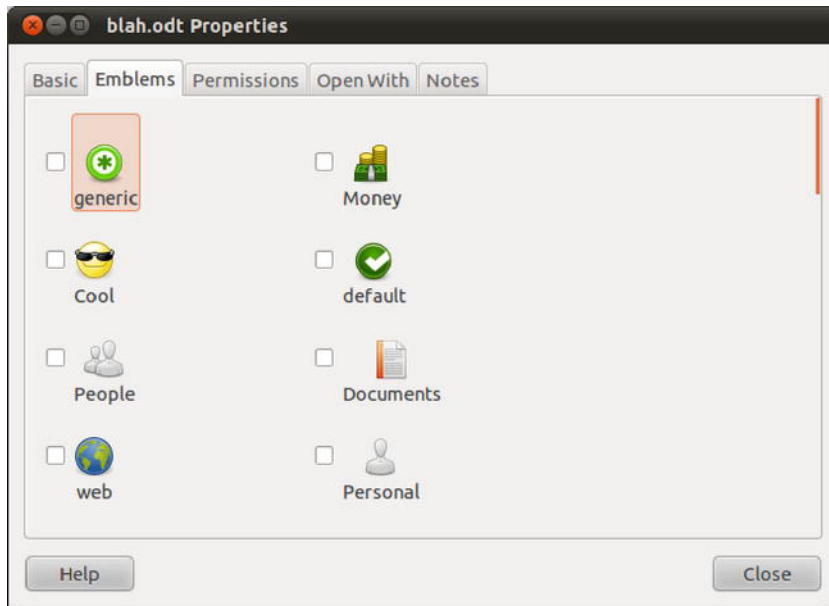 blah.odt Properties
Basic Emblems Permissions Open With Notes
generic Money
Cool default
People Documents
web Personal
Help Close